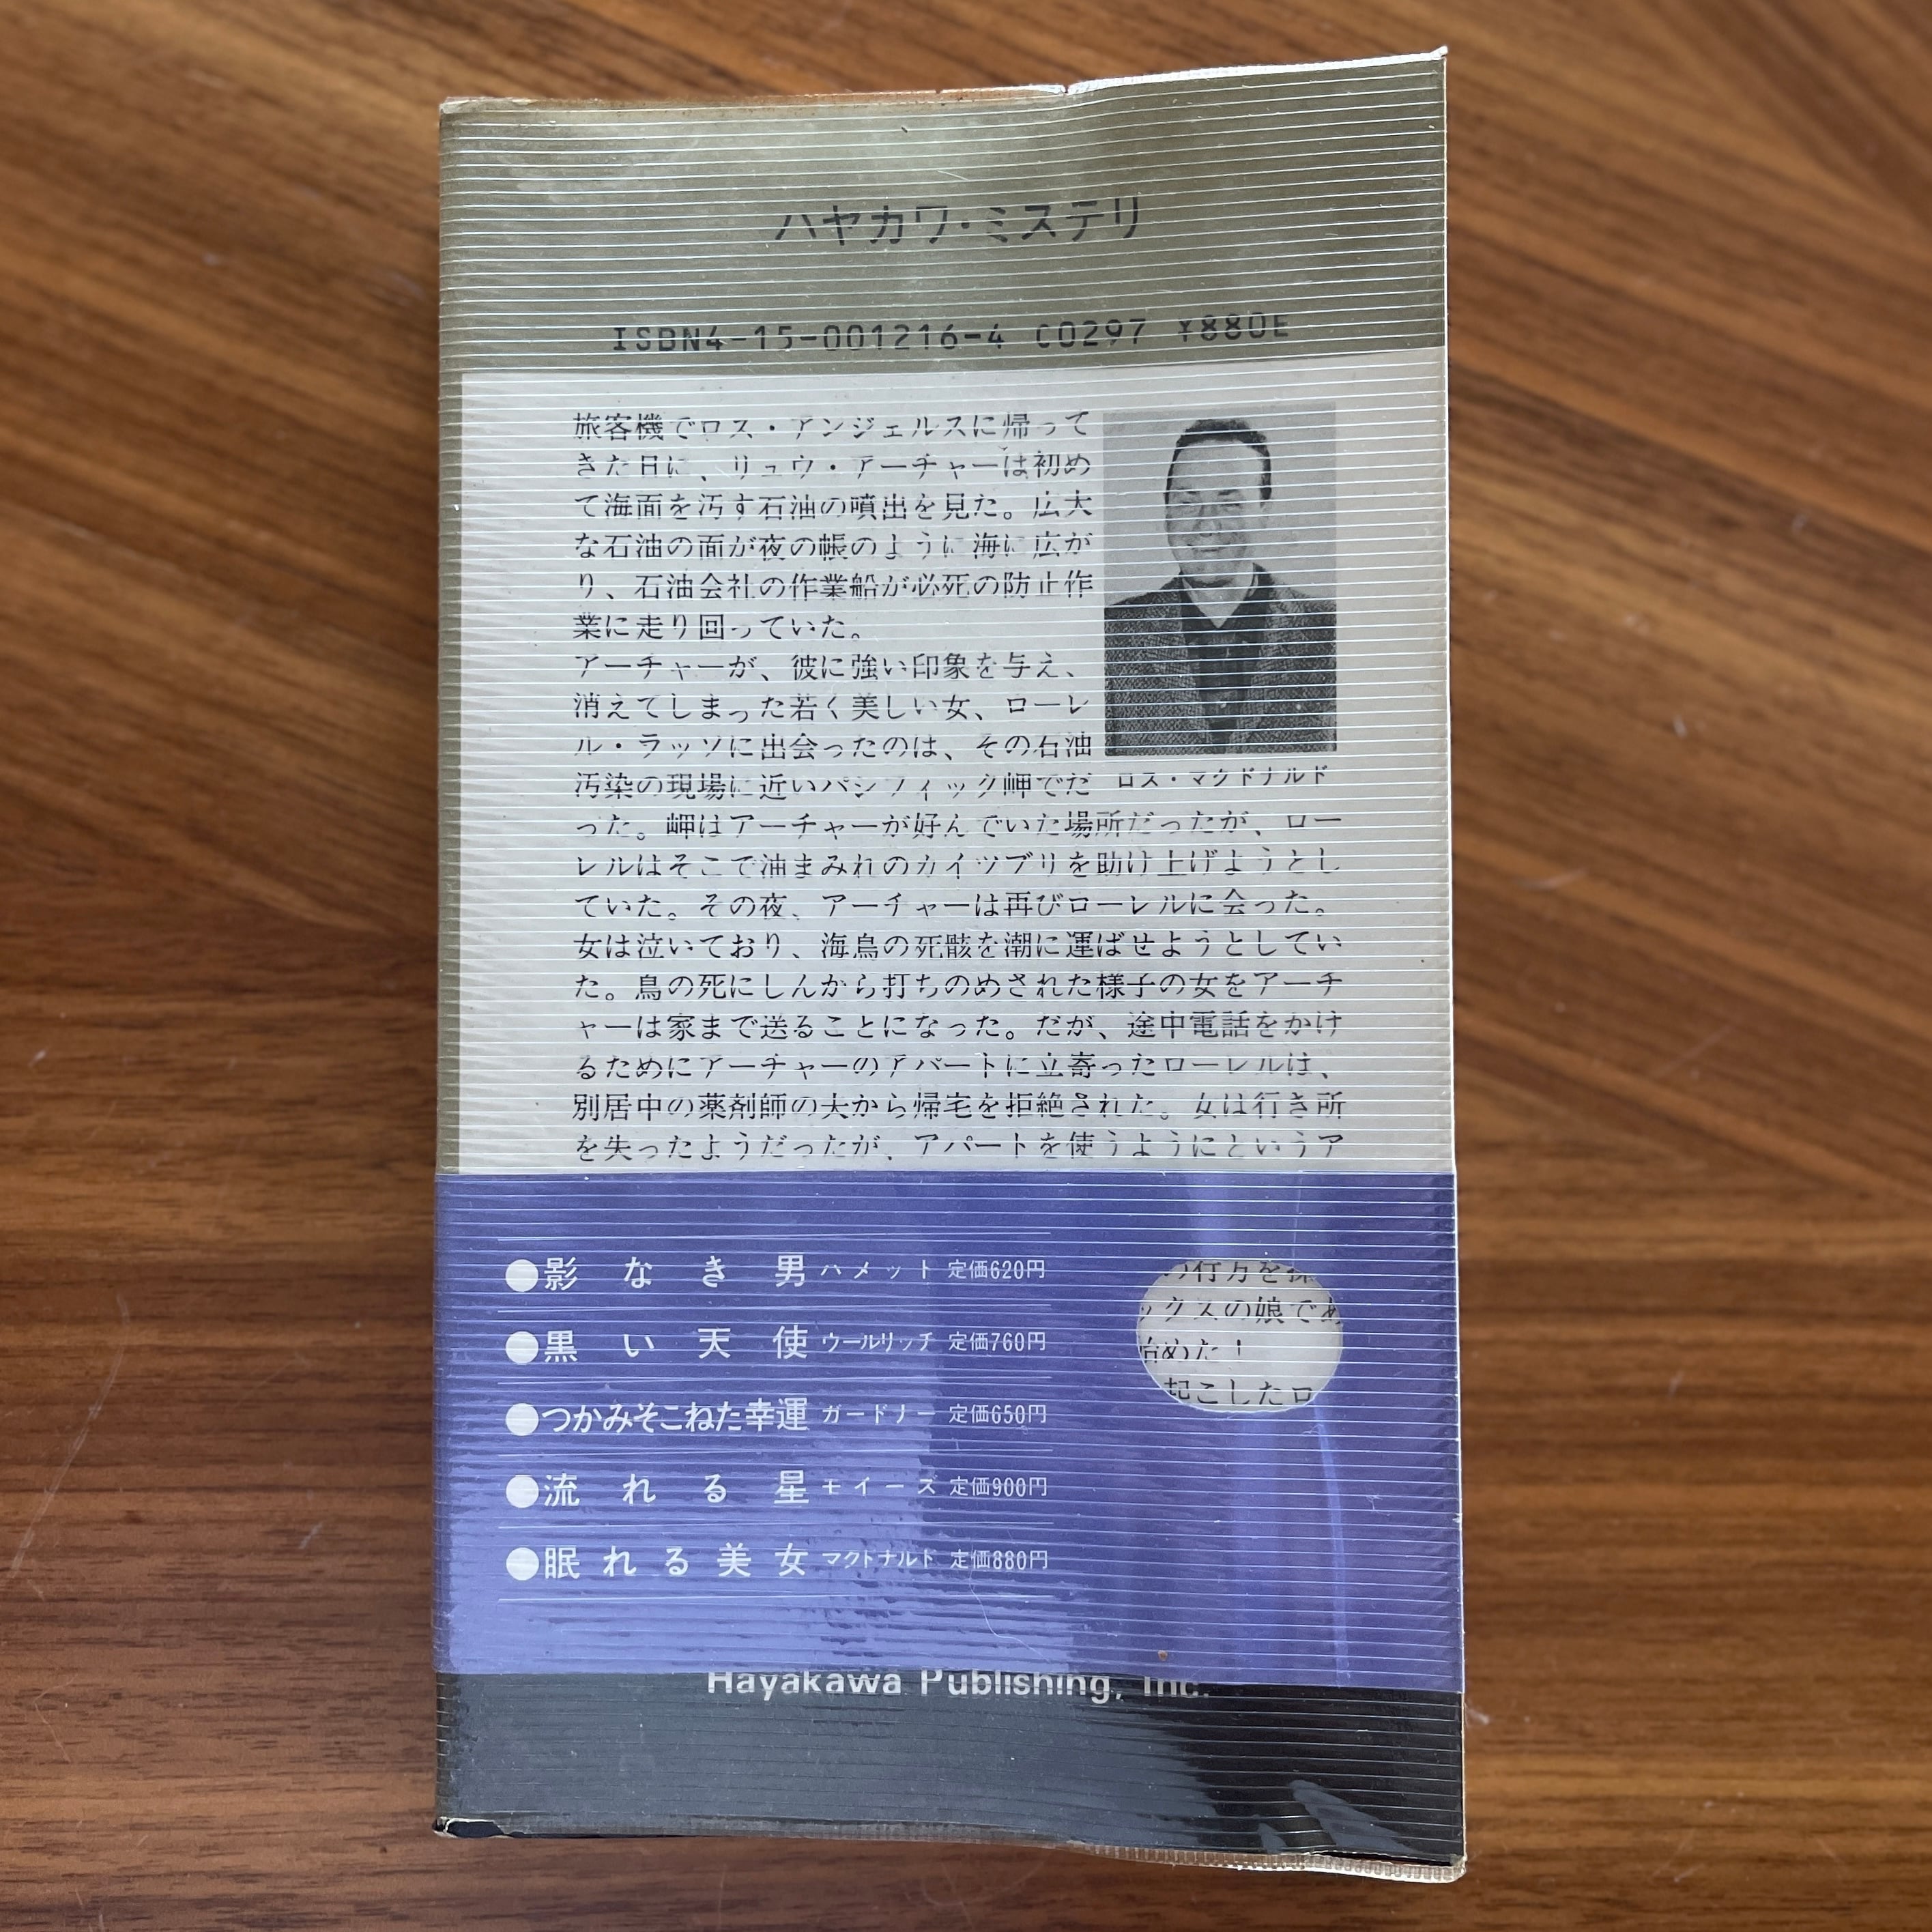 ハヤカワ・ミステリ
ISBN4-15-001216-4 C0297 ¥880E
旅客機でロス・アンジェルスに帰って
きた日に、リュウ・アーチャーは初め
て海面を汚す石油の噴出を見た。広大
な石油の面が夜の帳のように海に広が
り、石油会社の作業船が必死の防止作
業に走り回っていた。
アーチャーが、彼に強い印象を与え、
消えてしまった若く美しい女、ローレ
ル・ラッソに出会ったのは、その石油
汚染の現場に近いパシフィック岬でだ
ロス・マクドナルド
った。岬はアーチャーが好んでいた場所だったが、ロー
レルはそこで油まみれのカイツブリを助け上げようとし
ていた。その夜、アーチャーは再びローレルに会った。
女は泣いており、海鳥の死骸を潮に運ばせようとしてい
た。鳥の死にしんから打ちのめされた様子の女をアーチ
ャーは家まで送ることになった。だが、途中電話をかけ
るためにアーチャーのアパートに立寄ったローレルは、
別居中の薬剤師の夫から帰宅を拒絶された。女は行き所
を失ったようだったが、アパートを使うようにというア
の行方を探
ックスの娘であ
始めた！
起こしたロ
●影なき男 ハメット 定価620円
●黒い天使 ウールリッチ 定価760円
●つかみそこねた幸運 ガードナー 定価650円
●流れる星 モイーズ 定価900円
●眠れる美女 マクドナルド 定価880円
Hayakawa Publishing, Inc.